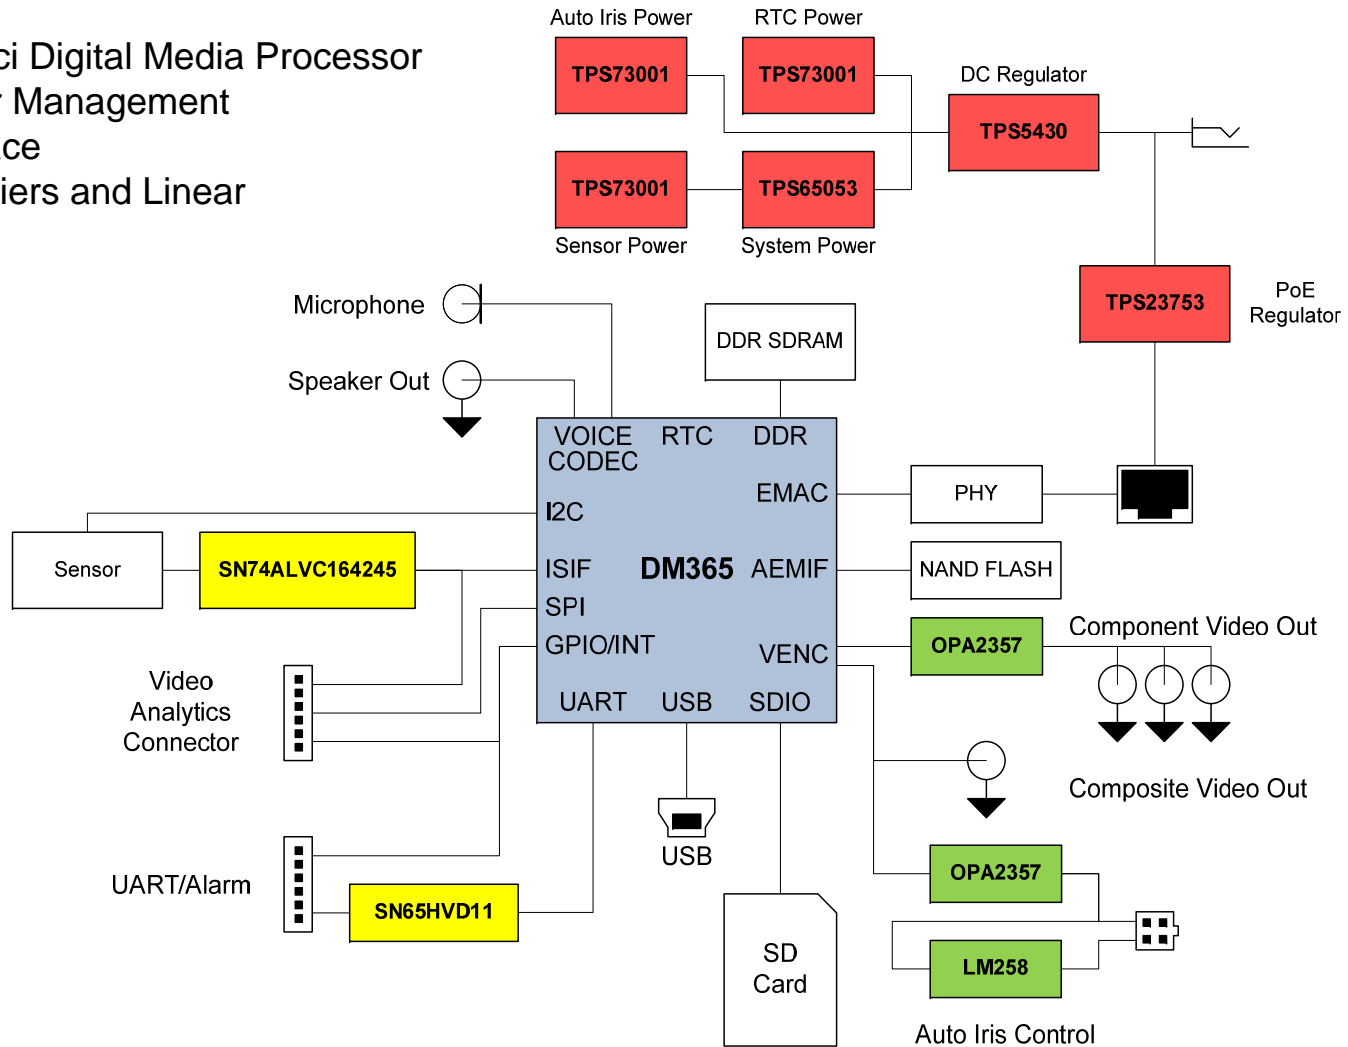 Auto Iris Power
RTC Power
ci Digital Media Processor
r Management
ce
iers and Linear
TPS73001
TPS73001
DC Regulator
TPS5430
TPS73001
TPS65053
Sensor Power
System Power
TPS23753
PoE
Regulator
Microphone
DDR SDRAM
Speaker Out
VOICE
CODEC
RTC
DDR
EMAC
PHY
I2C
Sensor
SN74ALVC164245
ISIF
DM365
AEMIF
NAND FLASH
SPI
GPIO/INT
VENC
OPA2357
Component Video Out
Video
Analytics
Connector
UART
USB
SDIO
Composite Video Out
USB
UART/Alarm
SN65HVD11
OPA2357
SD
Card
LM258
Auto Iris Control